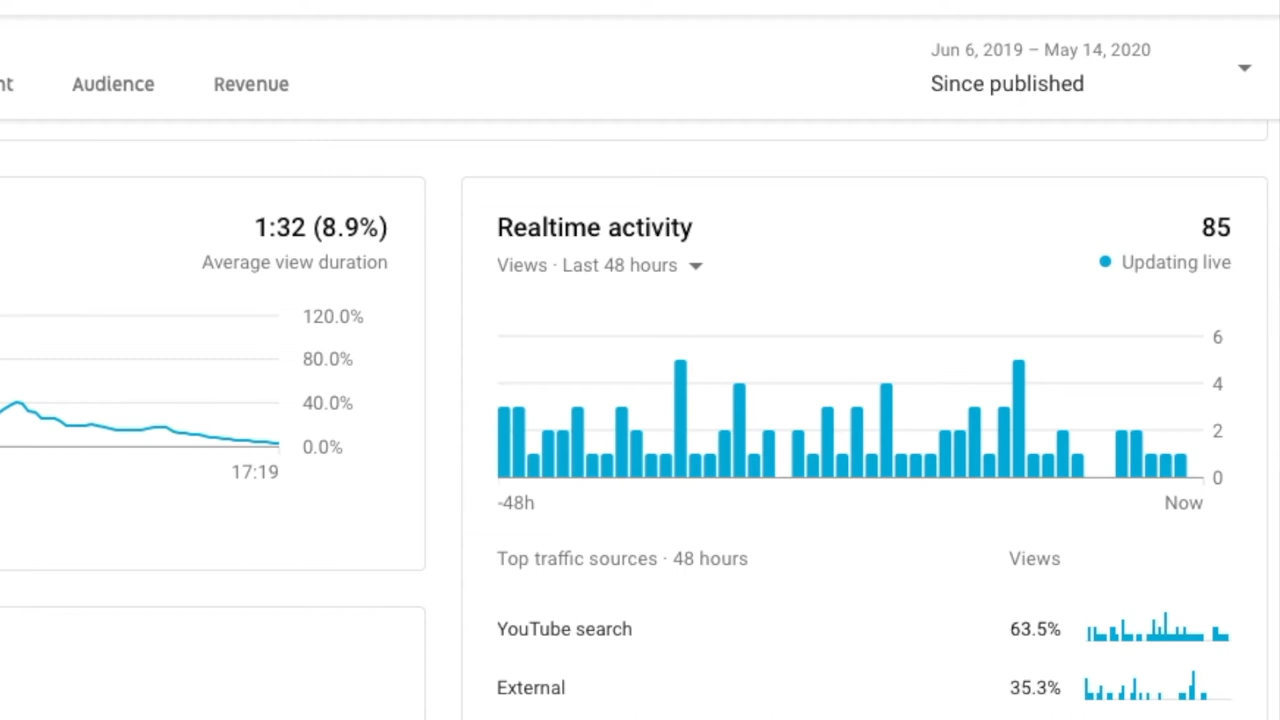 Jun 6, 2019 – May 14, 2020
nt Audience Revenue Since published
1:32 (8.9%)
Average view duration
120.0%
80.0%
40.0%
0.0%
17:19
Realtime activity 85
Views · Last 48 hours Updating live
6
4
2
0
-48h Now
Top traffic sources · 48 hours Views
YouTube search 63.5%
External 35.3%